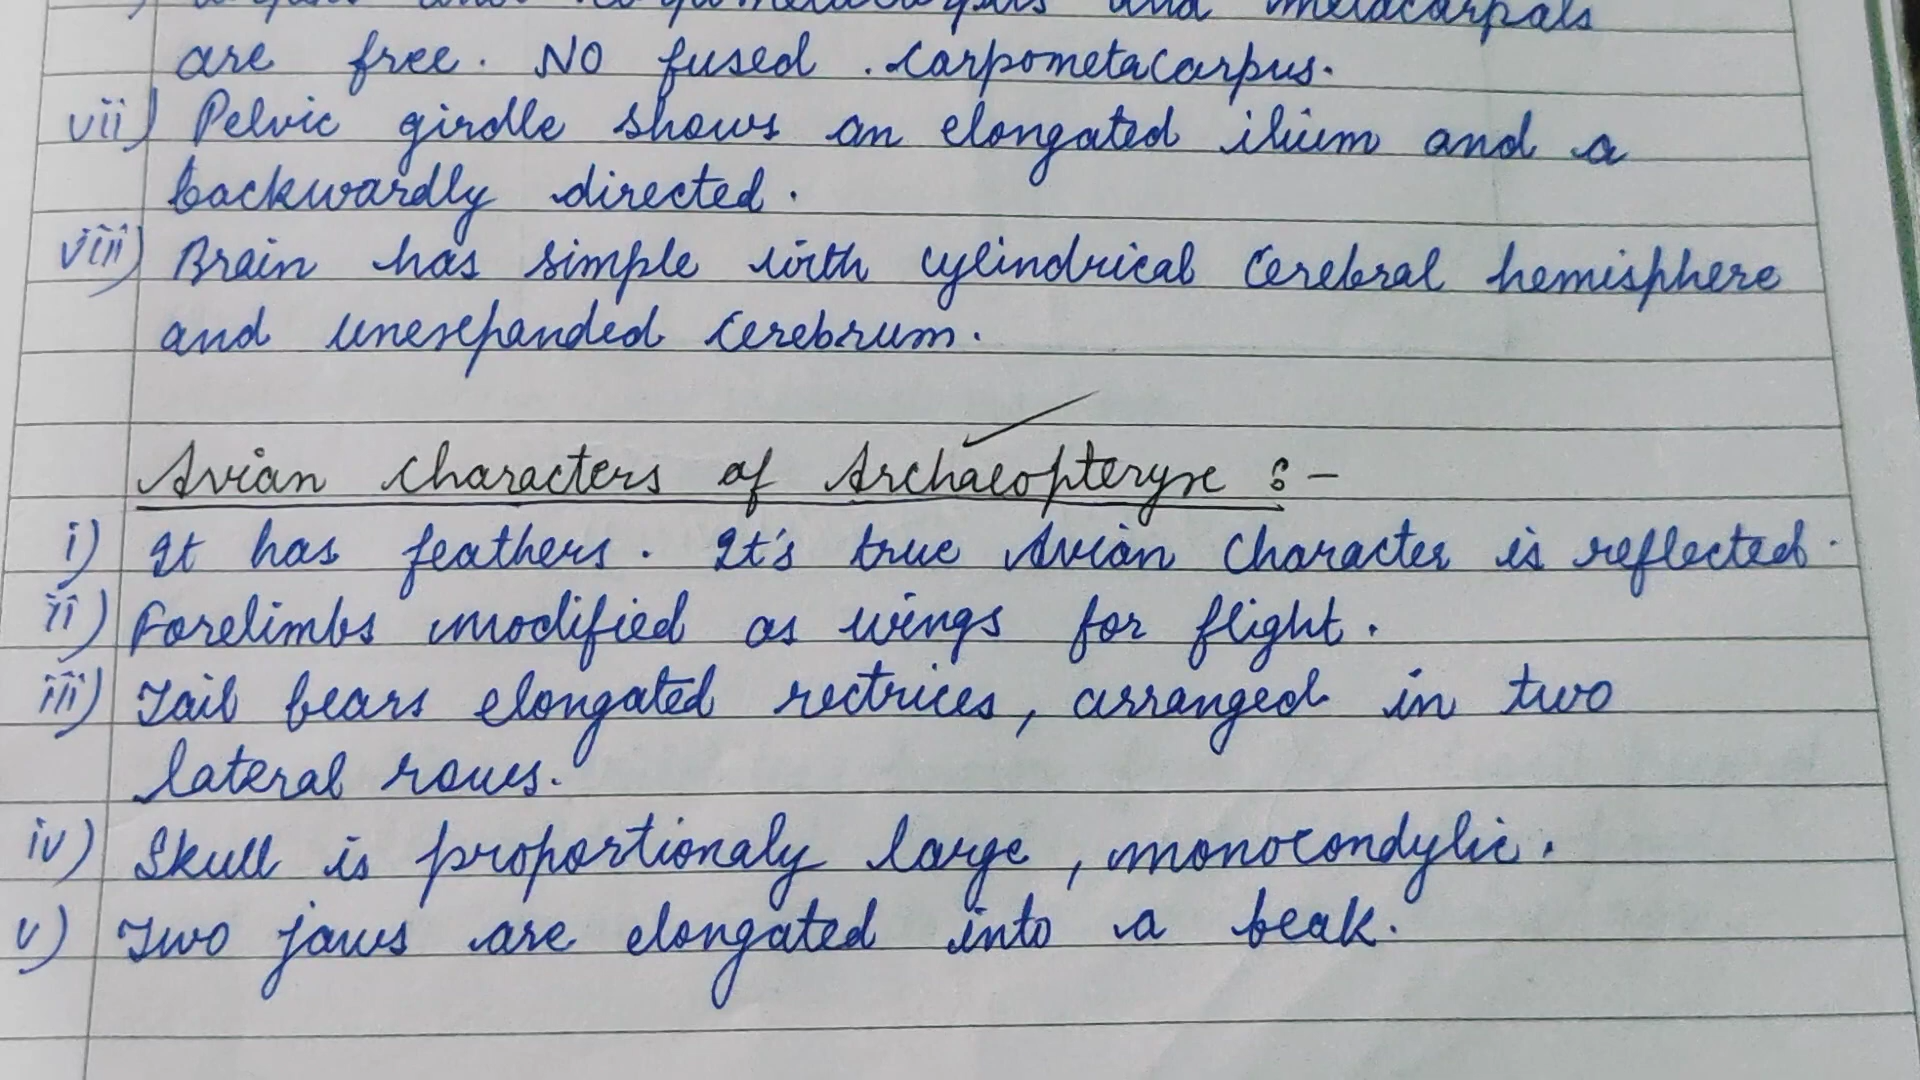 and metacarpals
are free. NO fused . carpometacarpus.
vii) Pelvic girdle shows an elongated ilium and a
backwardly directed.
viii) Brain has simple with cylindrical cerebral hemisphere
and unexpanded cerebrum.
Avian characters of Archaeopteryx :-
i) It has feathers. It's true Avian Character is reflected.
ii) Forelimbs modified as wings for flight.
iii) Tail bears elongated rectrices, arranged in two
lateral rows.
iv) Skull is proportionaly large, monocondylic.
v) Two jaws are elongated into a beak.